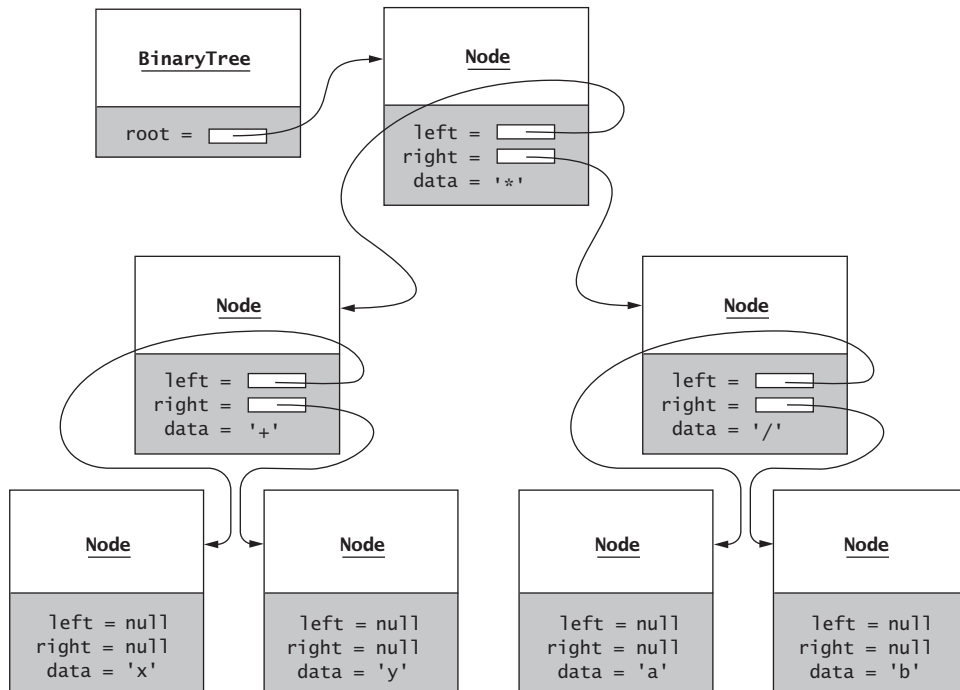 BinaryTree
root =
Node
left =
right =
data = '*'
Node
left =
right =
data = '+'
Node
left =
right =
data = '/'
Node
left = null
right = null
data = 'x'
Node
left = null
right = null
data = 'y'
Node
left = null
right = null
data = 'a'
Node
left = null
right = null
data = 'b'